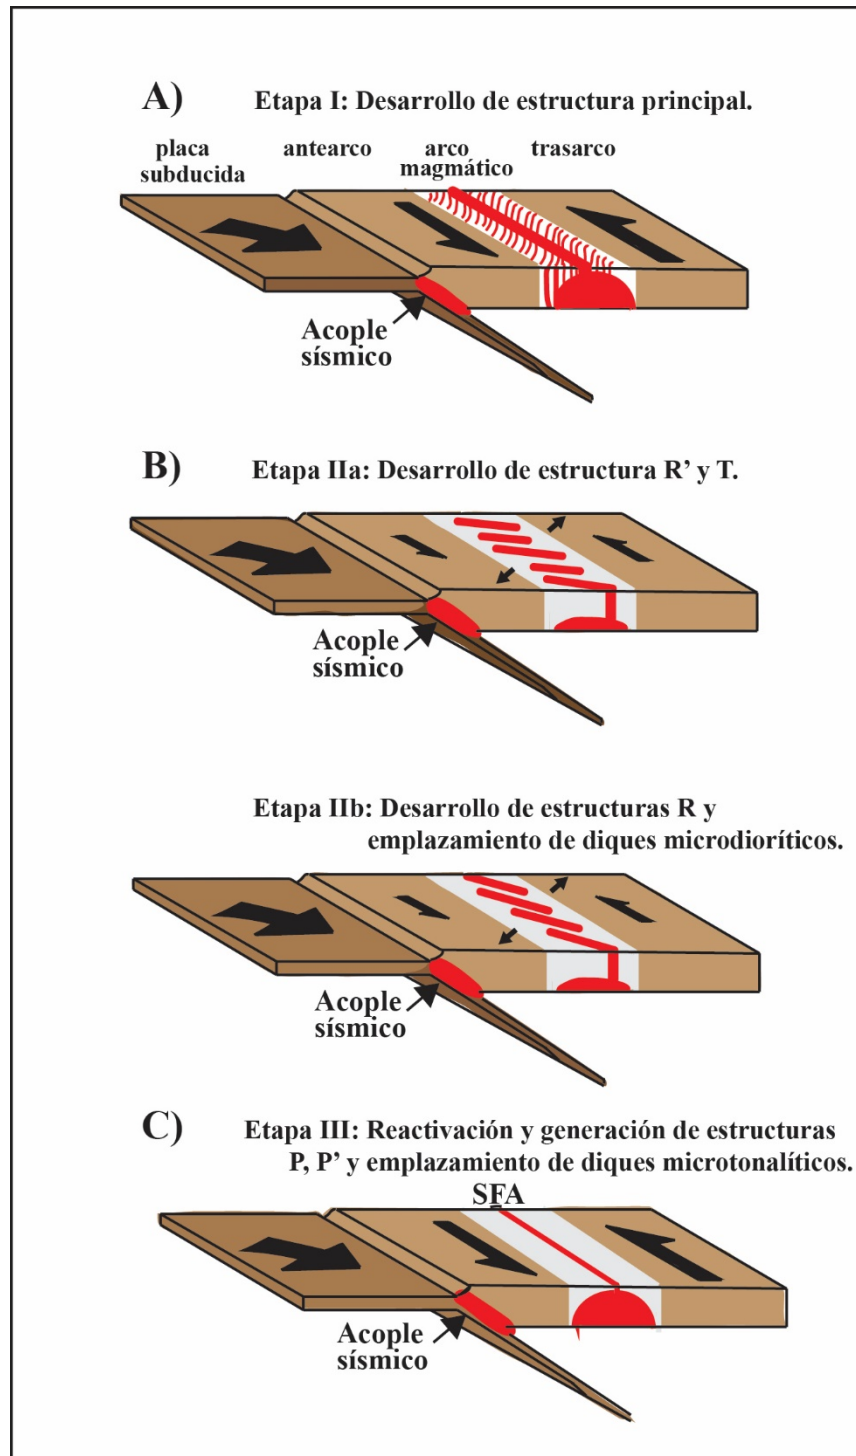 A) Etapa I: Desarrollo de estructura principal.
placa subducida
antearco
arco magmático
trasarco
Acople
sísmico
B) Etapa IIa: Desarrollo de estructura R’ y T.
Acople
sísmico
Etapa IIb: Desarrollo de estructuras R y
emplazamiento de diques microdioríticos.
Acople
sísmico
C) Etapa III: Reactivación y generación de estructuras
P, P’ y emplazamiento de diques microtonalíticos.
SFA
Acople
sísmico